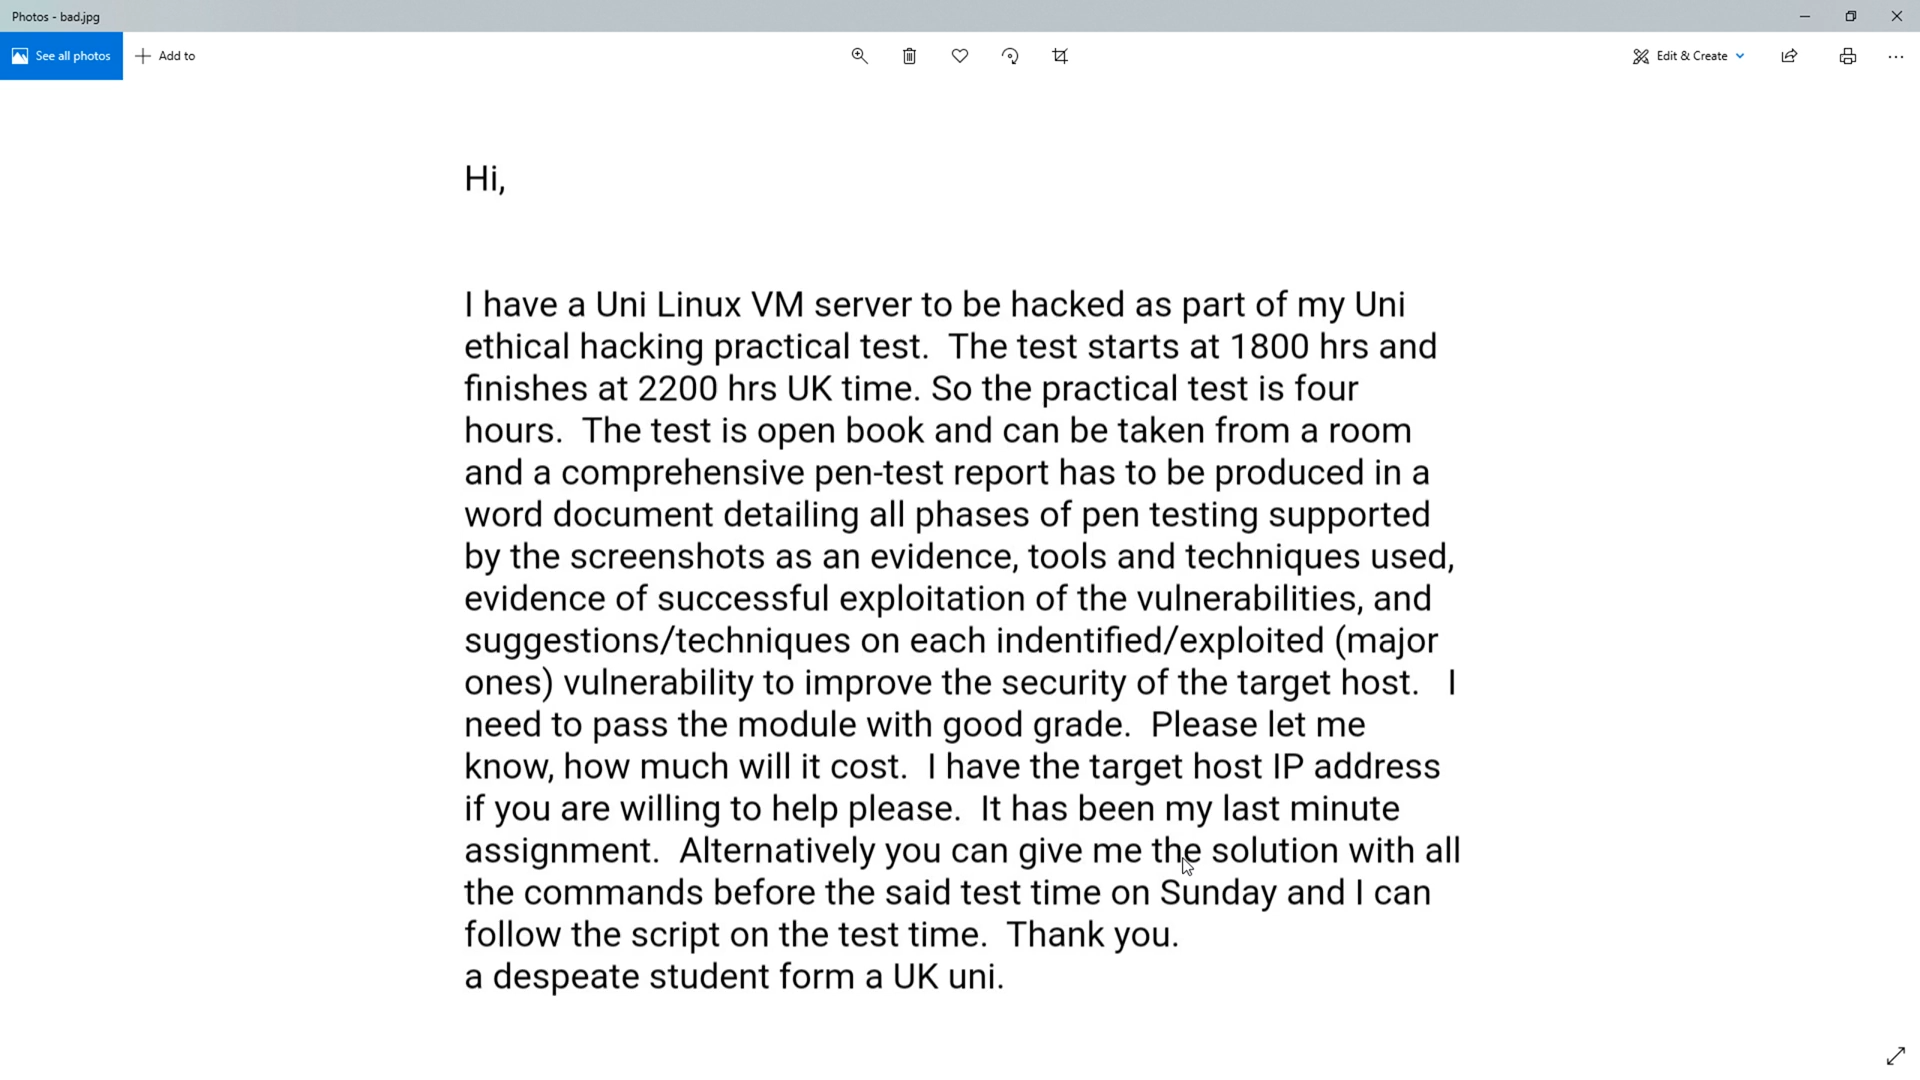 Photos - bad.jpg
See all photos
Add to
Edit & Create
Hi,
I have a Uni Linux VM server to be hacked as part of my Uni
ethical hacking practical test.  The test starts at 1800 hrs and
finishes at 2200 hrs UK time. So the practical test is four
hours.  The test is open book and can be taken from a room
and a comprehensive pen-test report has to be produced in a
word document detailing all phases of pen testing supported
by the screenshots as an evidence, tools and techniques used,
evidence of successful exploitation of the vulnerabilities, and
suggestions/techniques on each indentified/exploited (major
ones) vulnerability to improve the security of the target host.   I
need to pass the module with good grade.  Please let me
know, how much will it cost.  I have the target host IP address
if you are willing to help please.  It has been my last minute
assignment.  Alternatively you can give me the solution with all
the commands before the said test time on Sunday and I can
follow the script on the test time.  Thank you.
a despeate student form a UK uni.